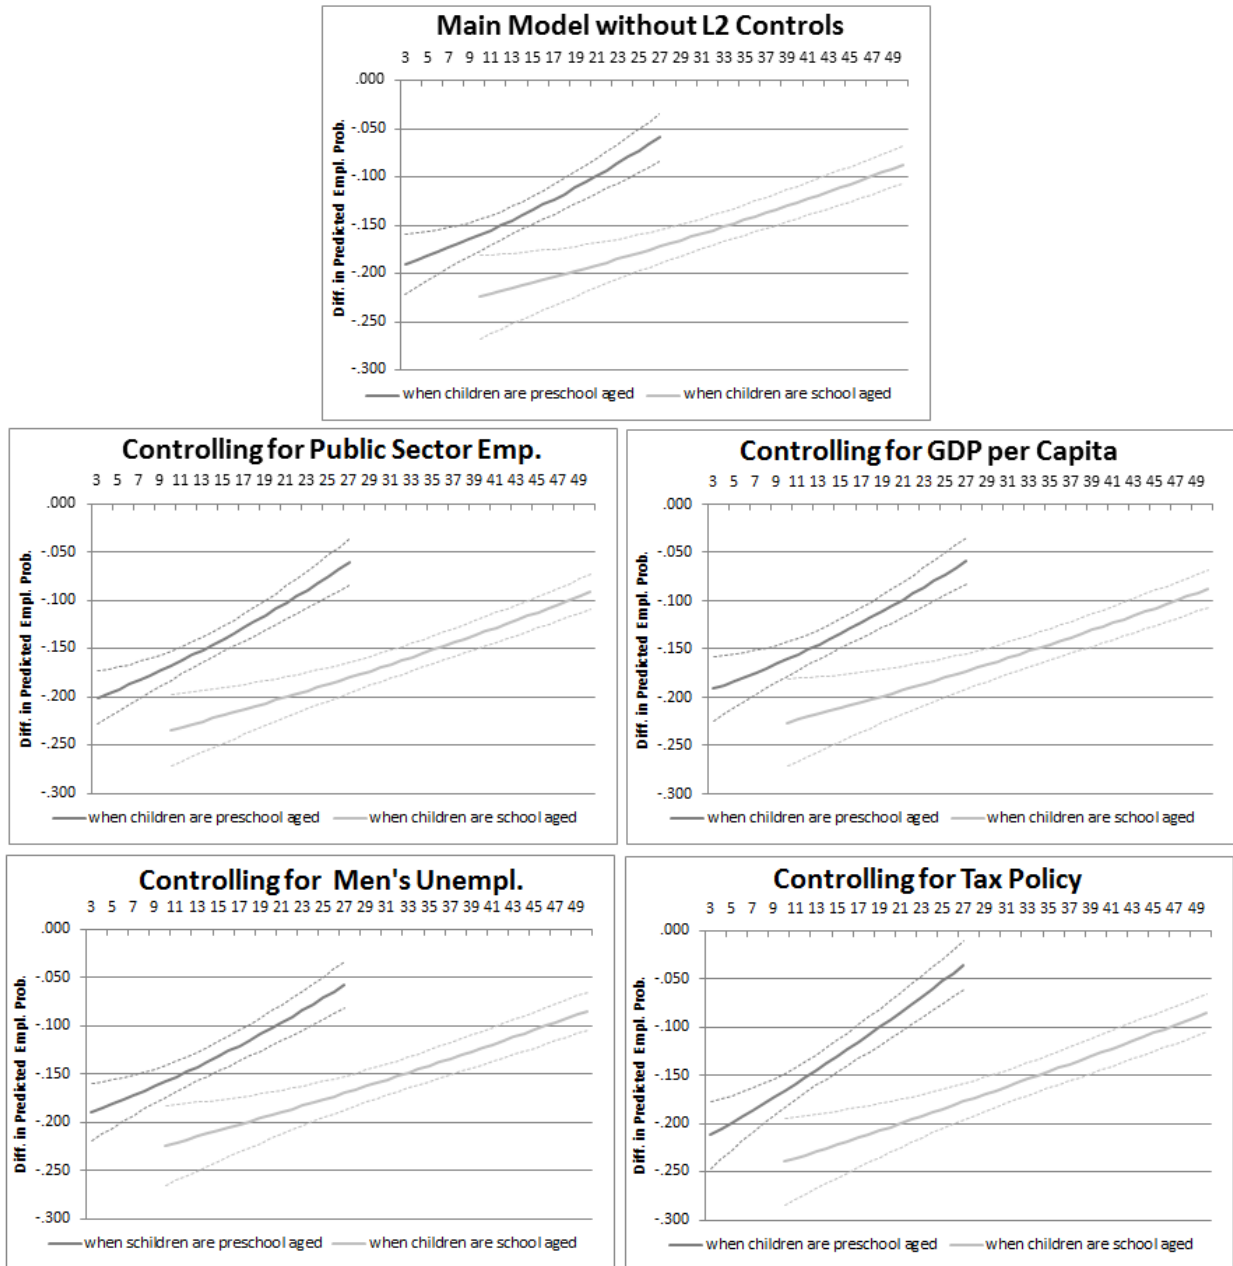 Main Model without L2 Controls
3 5 7 9 11 13 15 17 19 21 23 25 27 29 31 33 35 37 39 41 43 45 47 49
Diff. in Predicted Empl. Prob.
.000
-.050
-.100
-.150
-.200
-.250
-.300
when children are preschool aged
when children are school aged
Controlling for Public Sector Emp.
3 5 7 9 11 13 15 17 19 21 23 25 27 29 31 33 35 37 39 41 43 45 47 49
Diff. in Predicted Empl. Prob.
.000
-.050
-.100
-.150
-.200
-.250
-.300
when children are preschool aged
when children are school aged
Controlling for GDP per Capita
3 5 7 9 11 13 15 17 19 21 23 25 27 29 31 33 35 37 39 41 43 45 47 49
Diff. in Predicted Empl. Prob.
.000
-.050
-.100
-.150
-.200
-.250
-.300
when children are preschool aged
when children are school aged
Controlling for Men's Unempl.
3 5 7 9 11 13 15 17 19 21 23 25 27 29 31 33 35 37 39 41 43 45 47 49
Diff. in Predicted Empl. Prob.
.000
-.050
-.100
-.150
-.200
-.250
-.300
when schildren are preschool aged
when children are school aged
Controlling for Tax Policy
3 5 7 9 11 13 15 17 19 21 23 25 27 29 31 33 35 37 39 41 43 45 47 49
Diff. in Predicted Empl. Prob.
.000
-.050
-.100
-.150
-.200
-.250
-.300
when children are preschool aged
when children are school aged